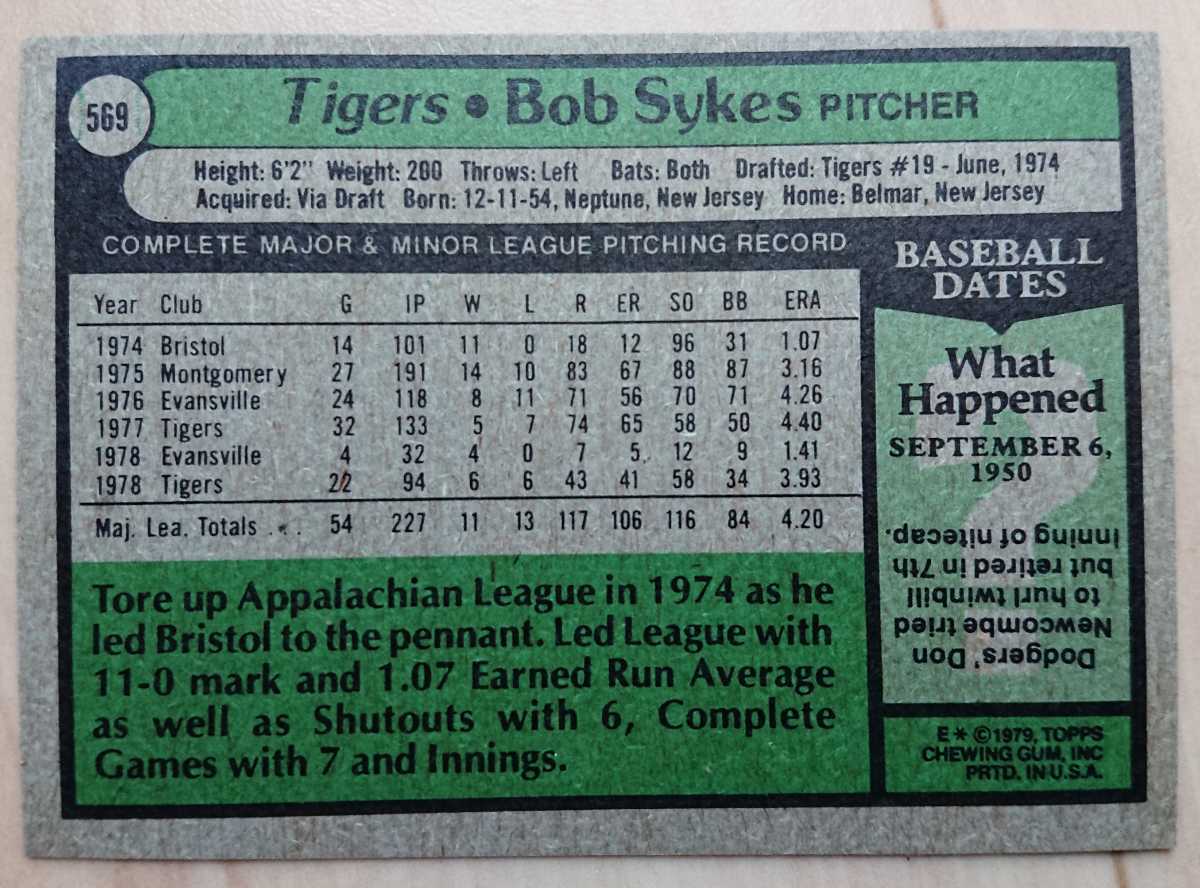 569
Tigers • Bob Sykes PITCHER
Height: 6'2" Weight: 200 Throws: Left Bats: Both Drafted: Tigers #19 - June, 1974
Acquired: Via Draft Born: 12-11-54, Neptune, New Jersey Home: Belmar, New Jersey
COMPLETE MAJOR & MINOR LEAGUE PITCHING RECORD
Year Club G IP W L R ER SO BB ERA
1974 Bristol 14 101 11 0 18 12 96 31 1.07
1975 Montgomery 27 191 14 10 83 67 88 87 3.16
1976 Evansville 24 118 8 11 71 56 70 71 4.26
1977 Tigers 32 133 5 7 74 65 58 50 4.40
1978 Evansville 4 32 4 0 7 5 12 9 1.41
1978 Tigers 22 94 6 6 43 41 58 34 3.93
Maj. Lea. Totals ... 54 227 11 13 117 106 116 84 4.20
Tore up Appalachian League in 1974 as he
led Bristol to the pennant. Led League with
11-0 mark and 1.07 Earned Run Average
as well as Shutouts with 6, Complete
Games with 7 and Innings.
BASEBALL
DATES
What
Happened
SEPTEMBER 6,
1950
?
Dodgers' Don
Newcombe tried
to hurl twinbill
but retired in 7th
Inning of nitecap.
E * ©1979, TOPPS
CHEWING GUM, INC
PRTD. IN U.S.A.